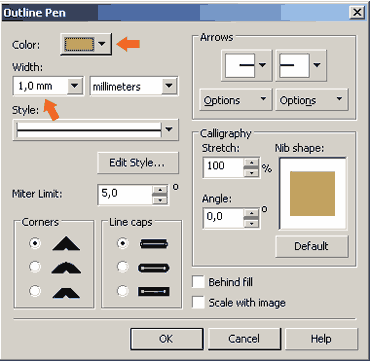 Outline Pen
Color:
Width:
1,0 mm
millimeters
Style:
Edit Style...
Miter Limit:
5,0
o
Corners
Line caps
Arrows
Options
Options
Calligraphy
Stretch:
Nib shape:
100
%
Angle:
0,0
o
Default
Behind fill
Scale with image
OK
Cancel
Help